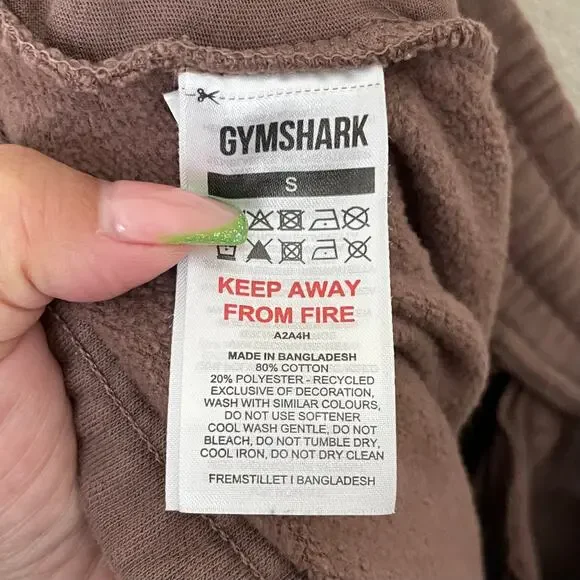 GYMSHARK
S
KEEP AWAY
FROM FIRE
A2A4H
MADE IN BANGLADESH
80% COTTON
20% POLYESTER - RECYCLED
EXCLUSIVE OF DECORATION,
WASH WITH SIMILAR COLOURS,
DO NOT USE SOFTENER
COOL WASH GENTLE, DO NOT
BLEACH, DO NOT TUMBLE DRY,
COOL IRON, DO NOT DRY CLEAN
FREMSTILLET I BANGLADESH